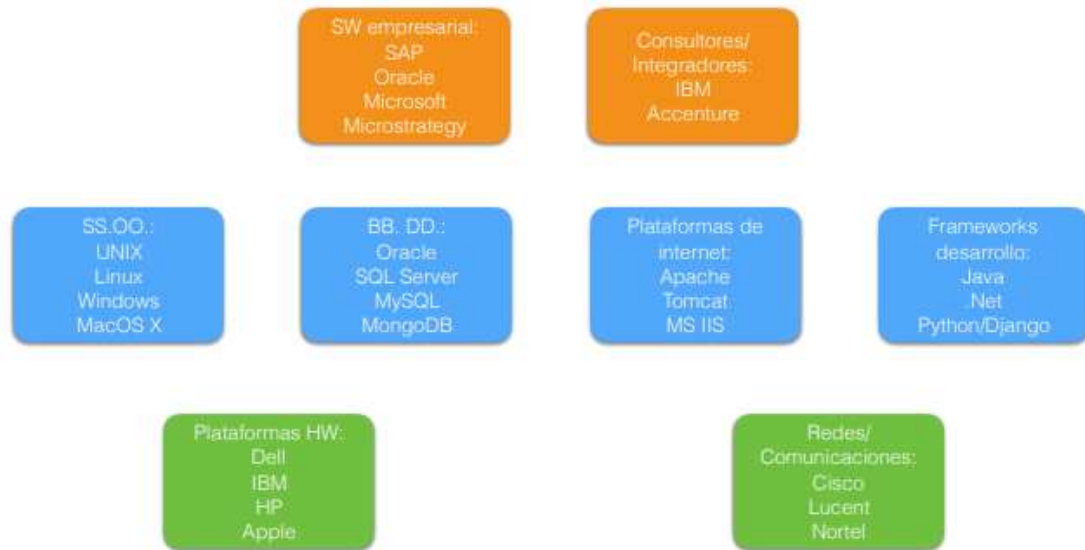 SW empresarial:
SAP
Oracle
Microsoft
Microstrategy
Consultores/
Integradores:
IBM
Accenture
SS.OO.:
UNIX
Linux
Windows
MacOS X
BB. DD.:
Oracle
SQL Server
MySQL
MongoDB
Plataformas de
internet:
Apache
Tomcat
MS IIS
Frameworks
desarrollo:
Java
.Net
Python/Django
Plataformas HW:
Dell
IBM
HP
Apple
Redes/
Comunicaciones:
Cisco
Lucent
Nortel